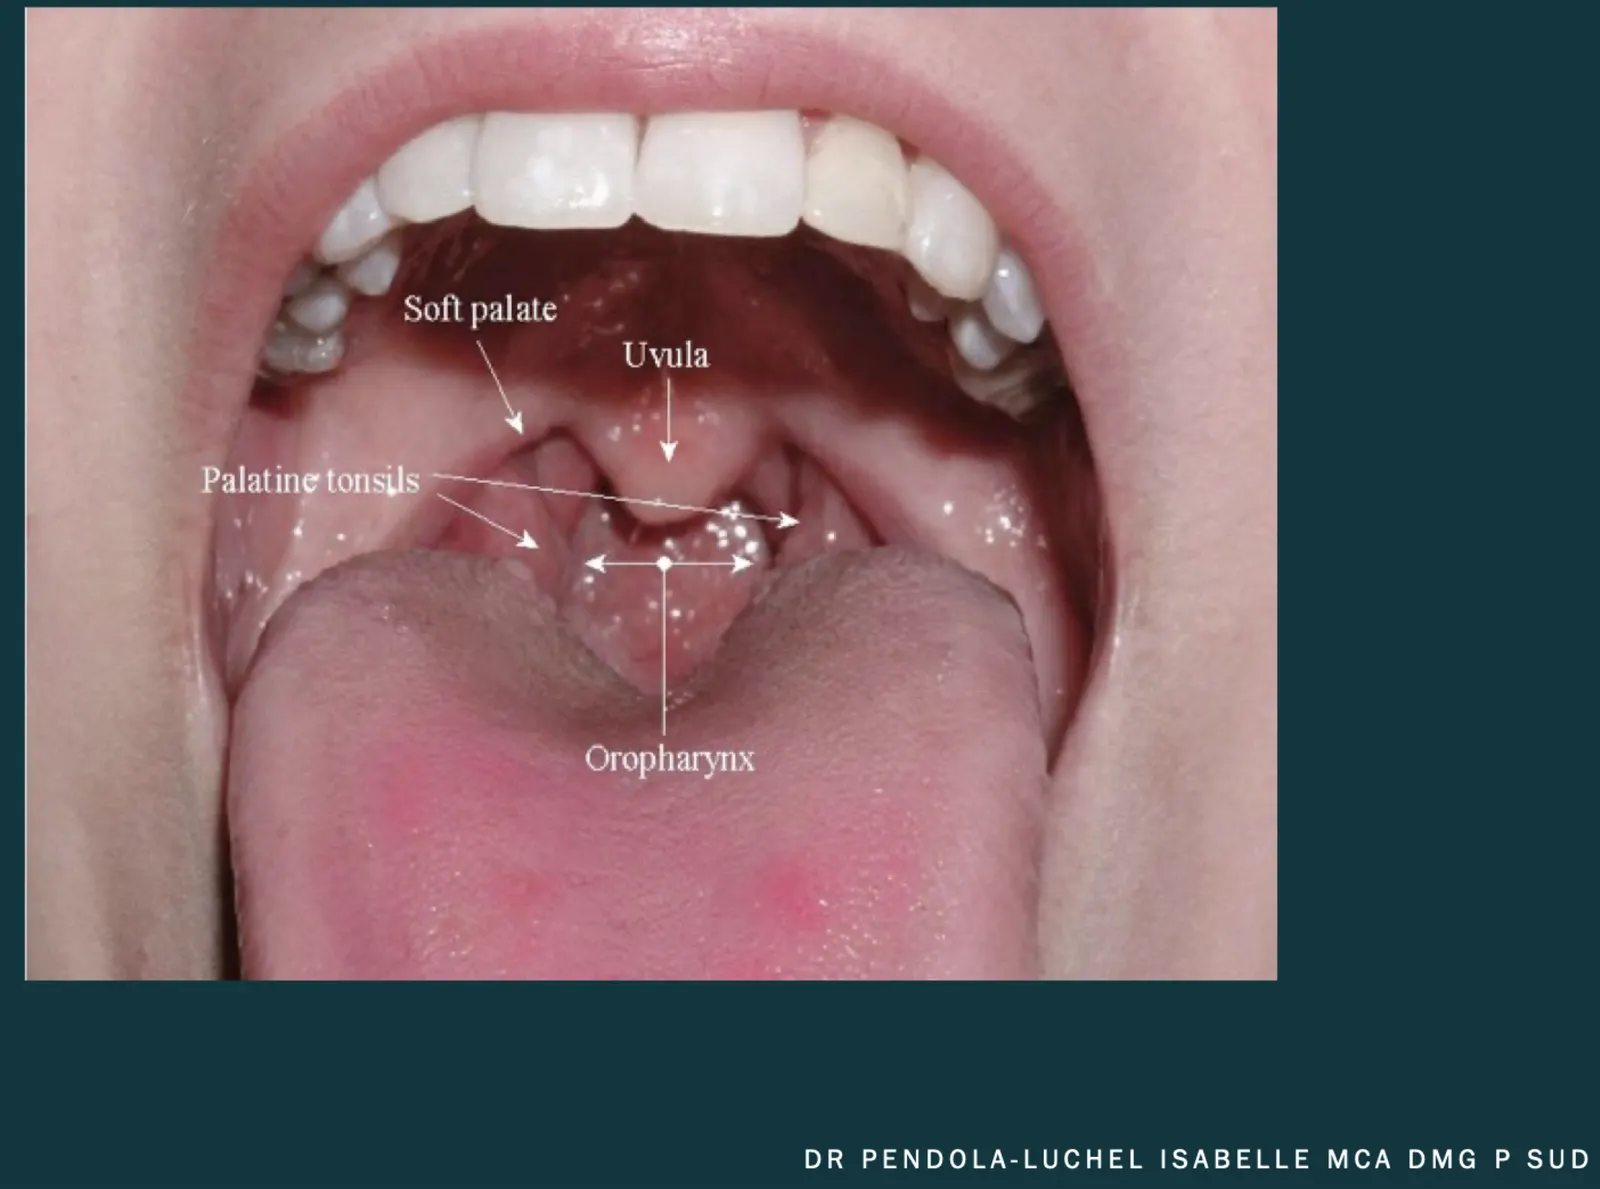 Soft palate
Uvula
Palatine tonsils
Oropharynx
DR PENDOLA-LUCHEL ISABELLE MCA DMG P SUD